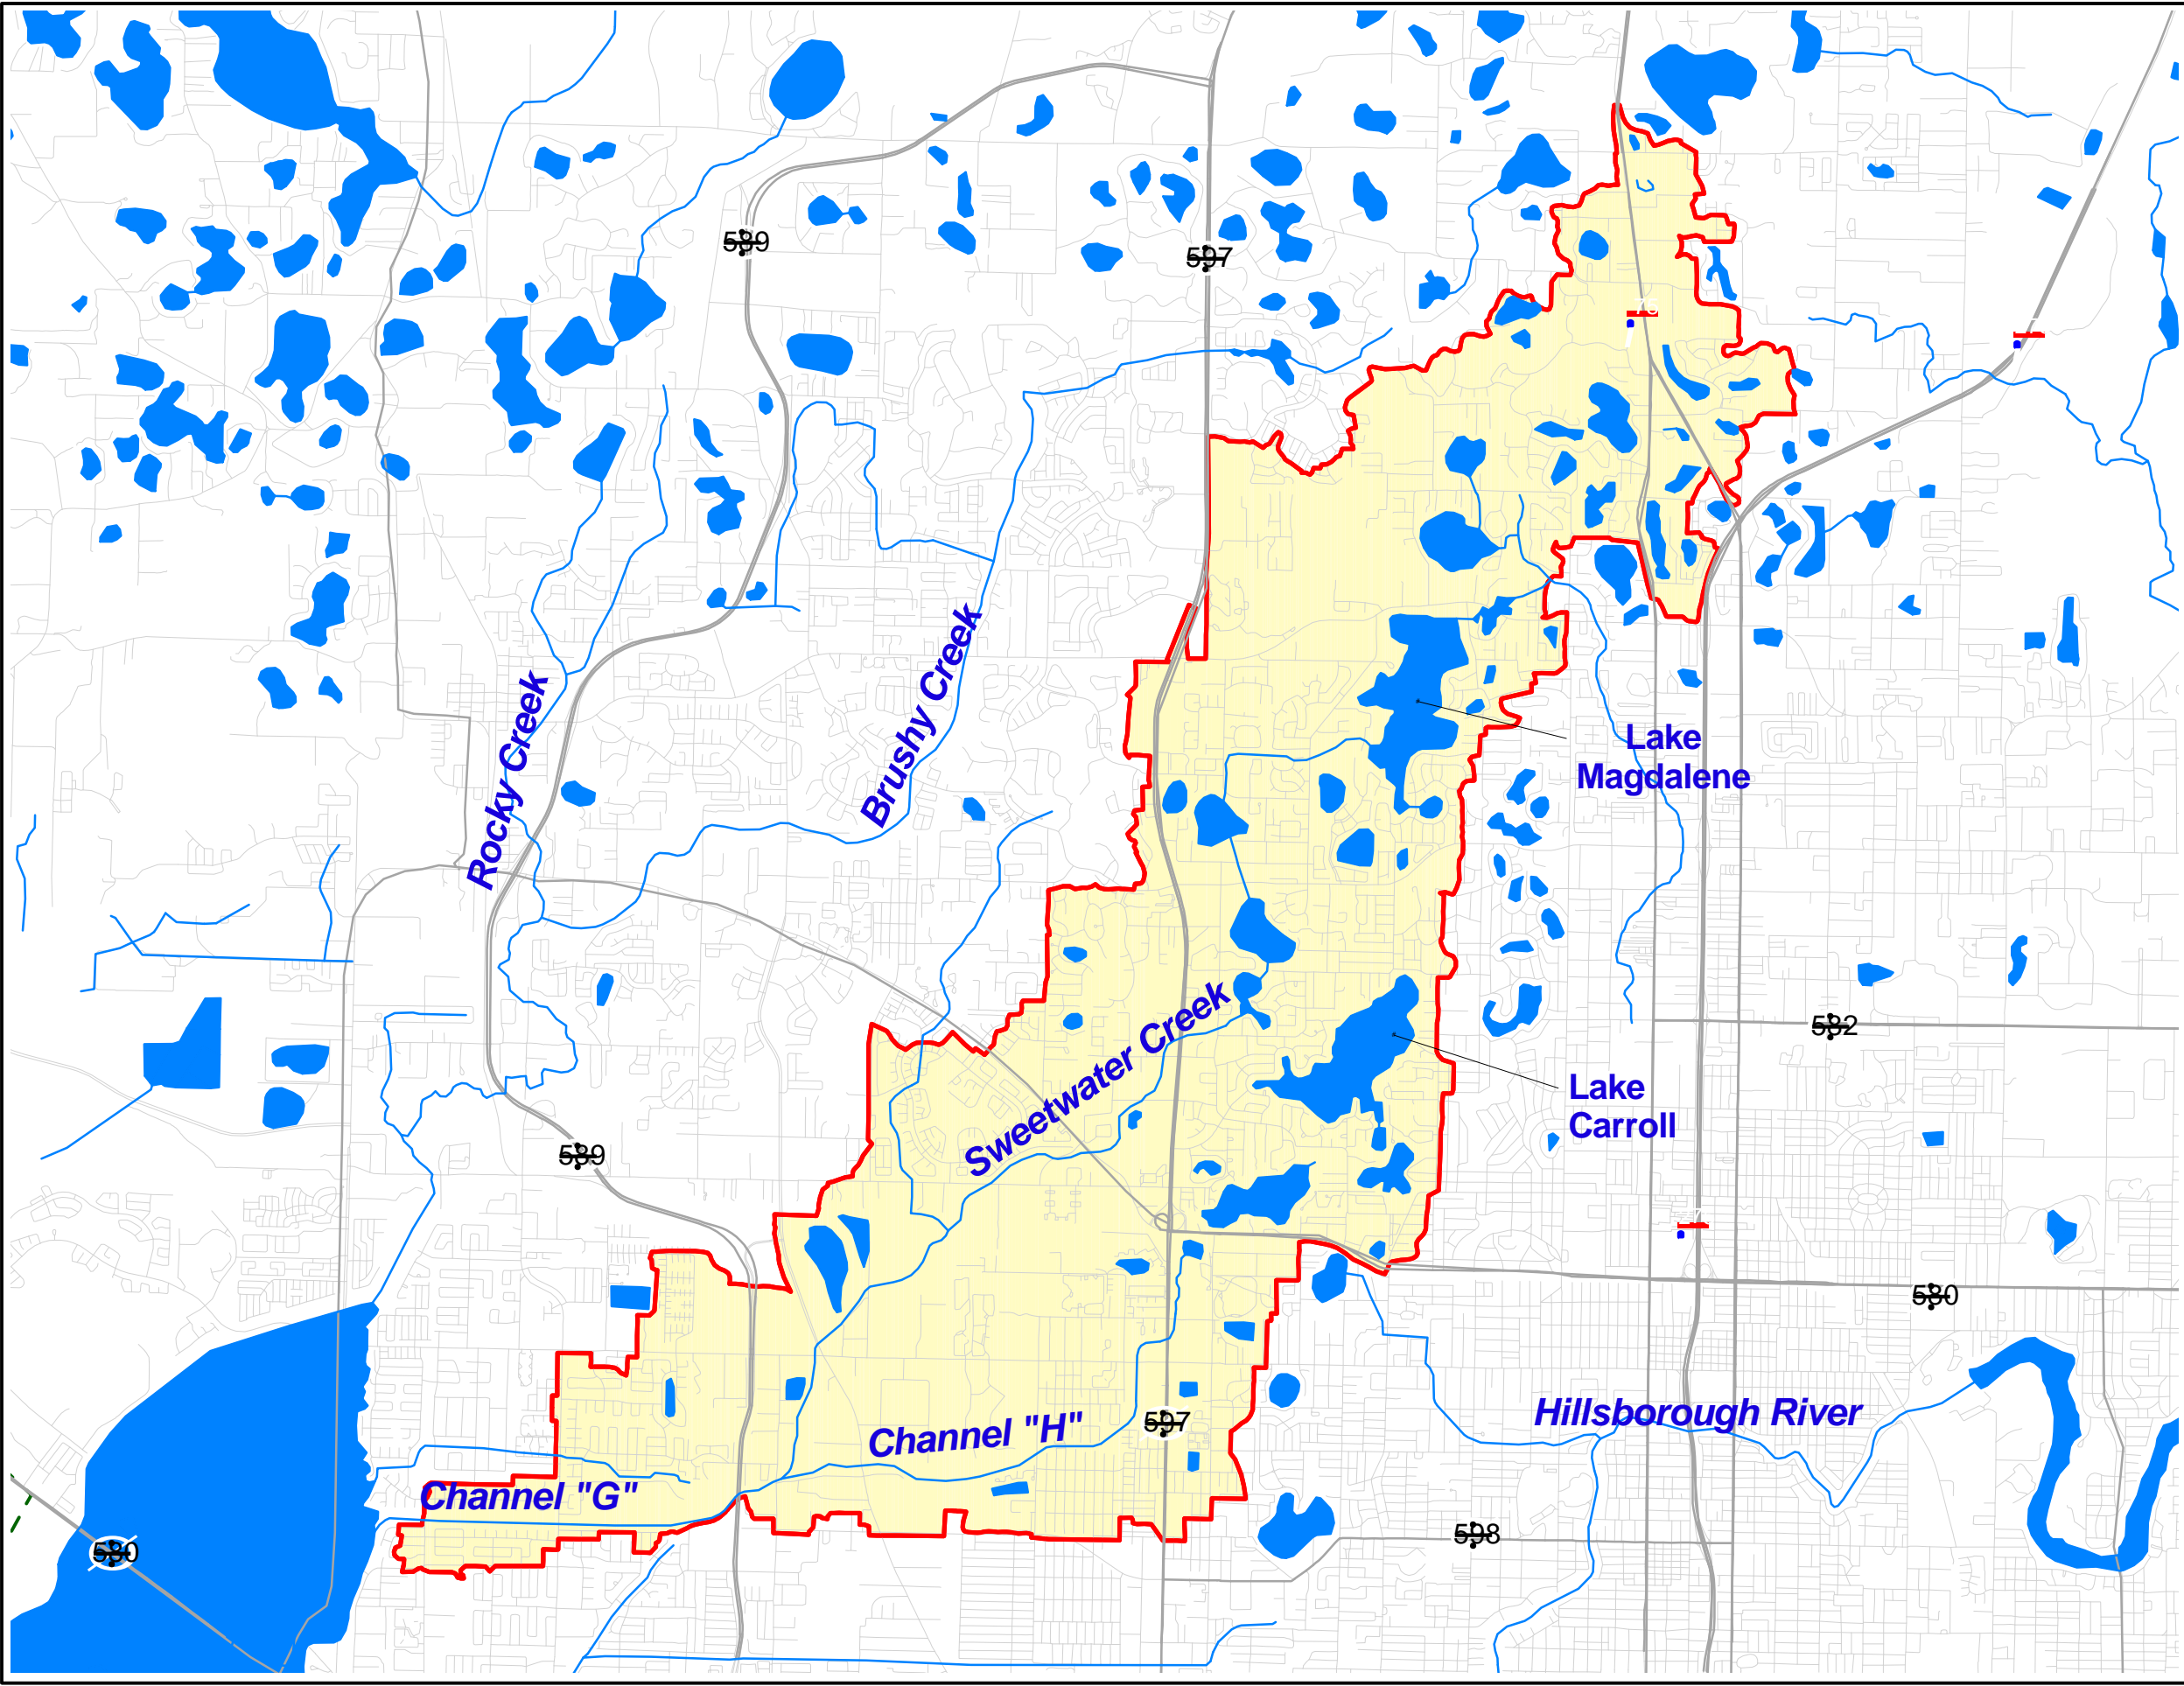 589
597
75
Rocky Creek
Brushy Creek
Lake
Magdalene
Sweetwater Creek
582
Lake
Carroll
589
580
Channel "H"
597
Hillsborough River
Channel "G"
598
580